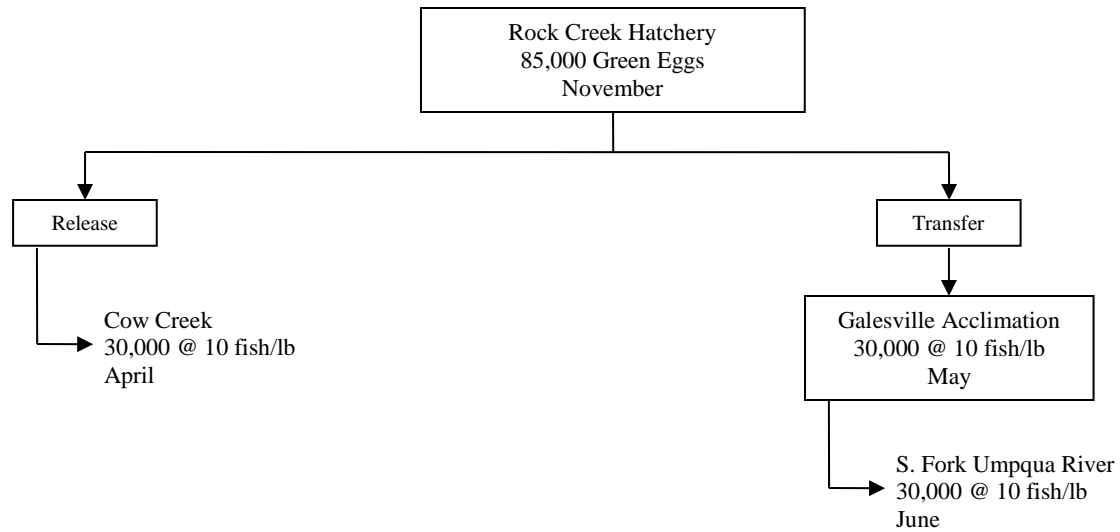 Rock Creek Hatchery
85,000 Green Eggs
November
Release
Transfer
Cow Creek
30,000 @ 10 fish/lb
April
Galesville Acclimation
30,000 @ 10 fish/lb
May
S. Fork Umpqua River
30,000 @ 10 fish/lb
June